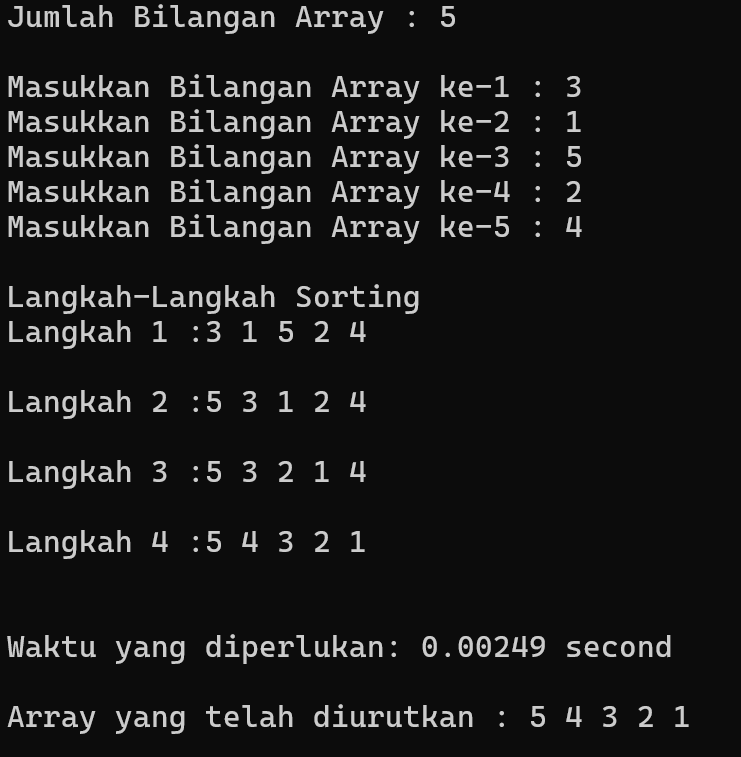 Jumlah Bilangan Array : 5
Masukkan Bilangan Array ke-1 : 3
Masukkan Bilangan Array ke-2 : 1
Masukkan Bilangan Array ke-3 : 5
Masukkan Bilangan Array ke-4 : 2
Masukkan Bilangan Array ke-5 : 4
Langkah-Langkah Sorting
Langkah 1 :3 1 5 2 4
Langkah 2 :5 3 1 2 4
Langkah 3 :5 3 2 1 4
Langkah 4 :5 4 3 2 1
Waktu yang diperlukan: 0.00249 second
Array yang telah diurutkan : 5 4 3 2 1